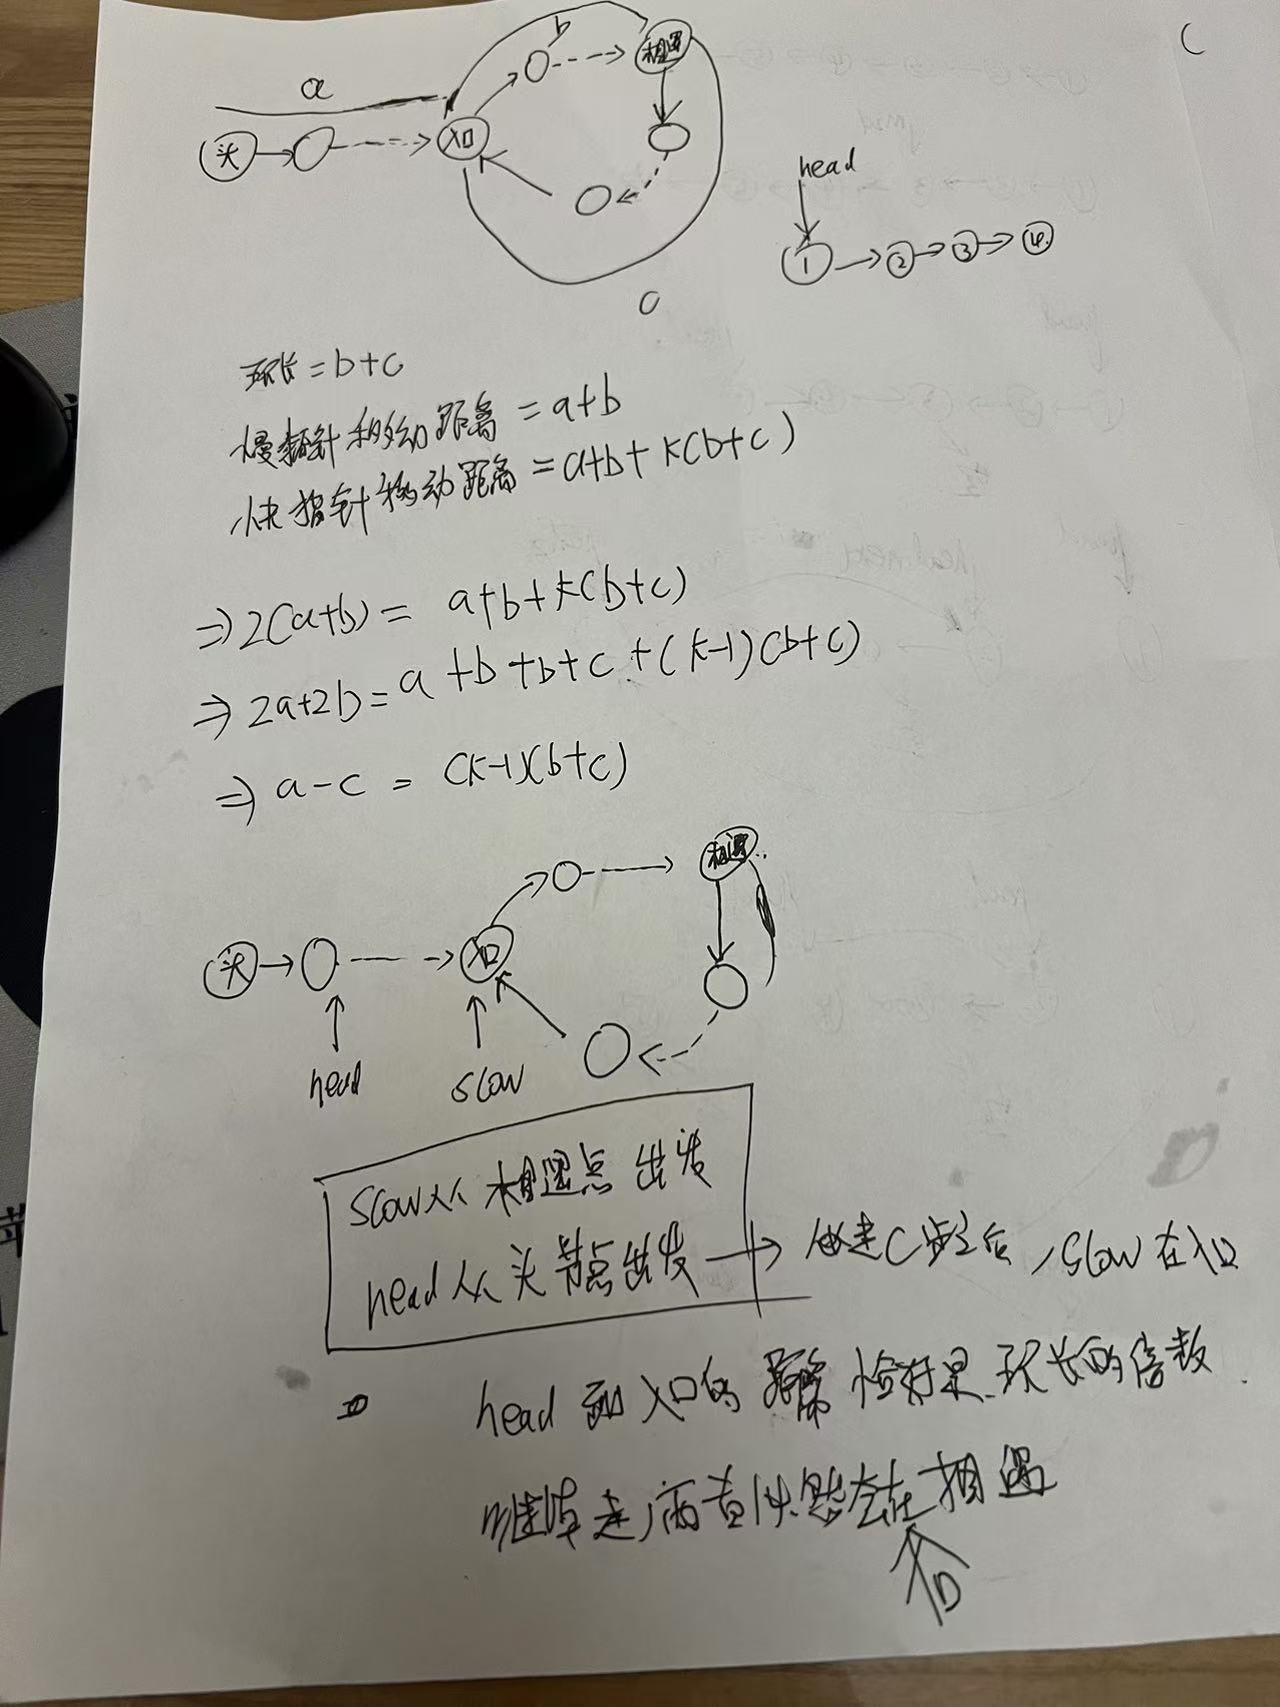 a
b
相遇
头
入口
c
head
1 2 3 4
环长=b+c
慢指针移动距离=a+b
快指针移动距离=a+b+k(b+c)
⇒2(a+b)= a+b+k(b+c)
⇒2a+2b=a+b+b+c+(k-1)(b+c)
⇒a-c=(k-1)(b+c)
相遇
头
入口
head
slow
slow从相遇点出发
head从头节点出发→走c步之后,slow在入口
head到入口的距离恰好是环长的倍数.
继续走,两者必然会在相遇
入口